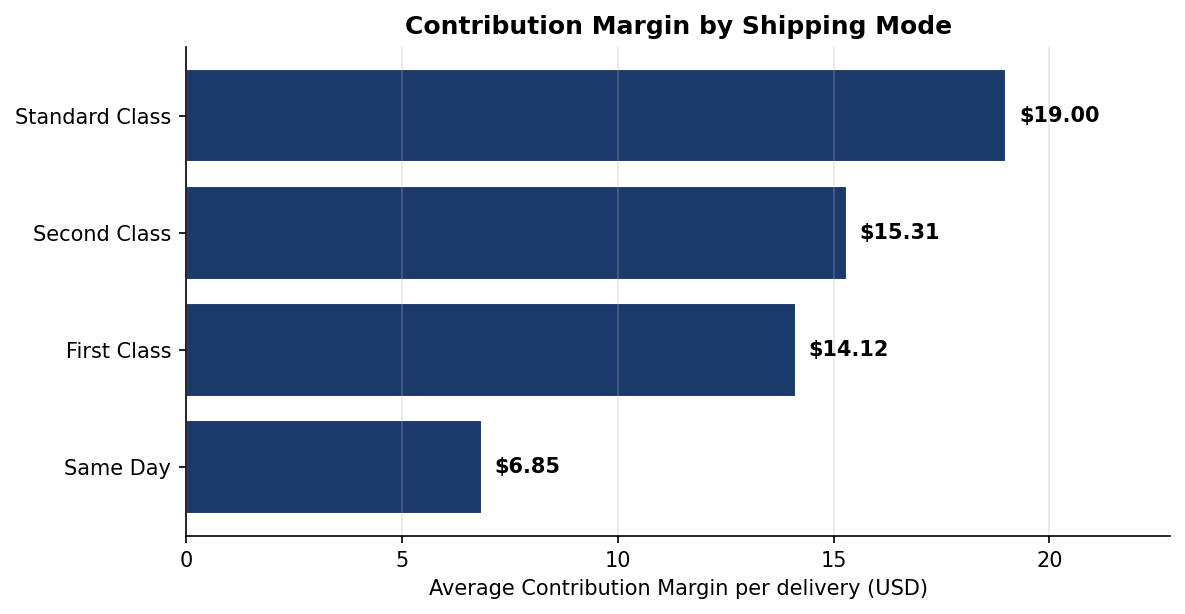 Contribution Margin by Shipping Mode
Standard Class
$19.00
Second Class
$15.31
First Class
$14.12
Same Day
$6.85
0 5 10 15 20
Average Contribution Margin per delivery (USD)